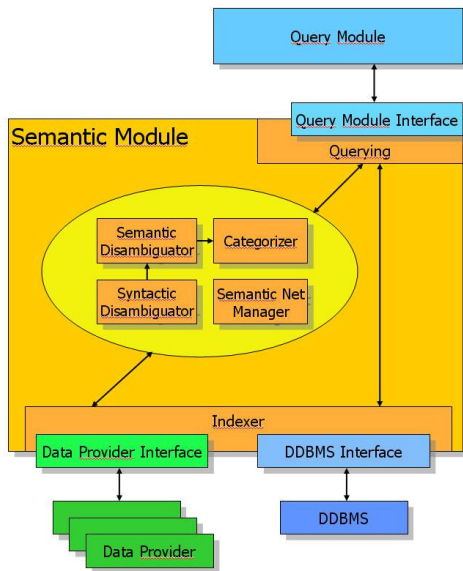 Query Module
Query Module Interface
Semantic Module
Querying
Semantic
Disambiguator
Categorizer
Syntactic
Disambiguator
Semantic Net
Manager
Indexer
Data Provider Interface
DDBMS Interface
DDBMS
Data Provider